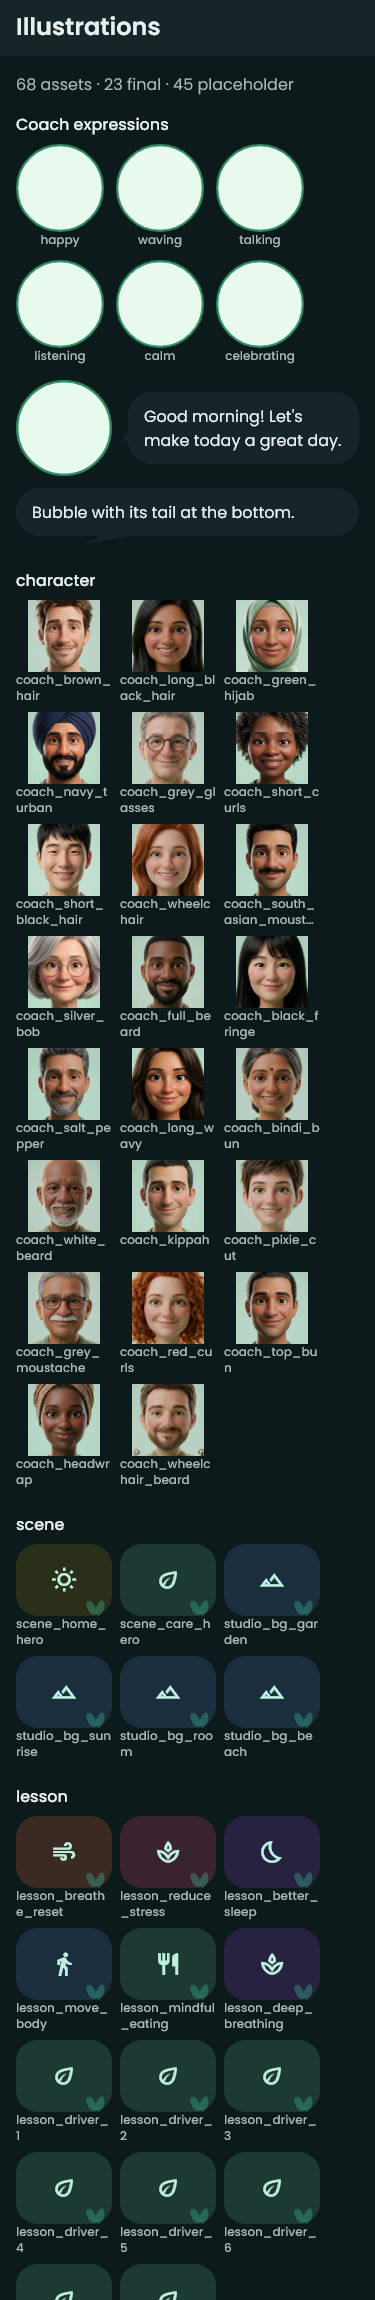 Illustrations
68 assets · 23 final · 45 placeholder
Coach expressions
happy
waving
talking
listening
calm
celebrating
Good morning! Let's
make today a great day.
Bubble with its tail at the bottom.
character
coach_brown_
hair
coach_long_bl
ack_hair
coach_green_
hijab
coach_navy_t
urban
coach_grey_gl
asses
coach_short_c
urls
coach_short_
black_hair
coach_wheelc
hair
coach_south_
asian_moust…
coach_silver_
bob
coach_full_be
ard
coach_black_f
ringe
coach_salt_pe
pper
coach_long_w
avy
coach_bindi_b
un
coach_white_
beard
coach_kippah
coach_pixie_c
ut
coach_grey_
moustache
coach_red_cu
rls
coach_top_bu
n
coach_headwr
ap
coach_wheelc
hair_beard
scene
scene_home_
hero
scene_care_h
ero
studio_bg_gar
den
studio_bg_sun
rise
studio_bg_roo
m
studio_bg_be
ach
lesson
lesson_breath
e_reset
lesson_reduce
_stress
lesson_better_
sleep
lesson_move_
body
lesson_mindful
_eating
lesson_deep_
breathing
lesson_driver_
1
lesson_driver_
2
lesson_driver_
3
lesson_driver_
4
lesson_driver_
5
lesson_driver_
6